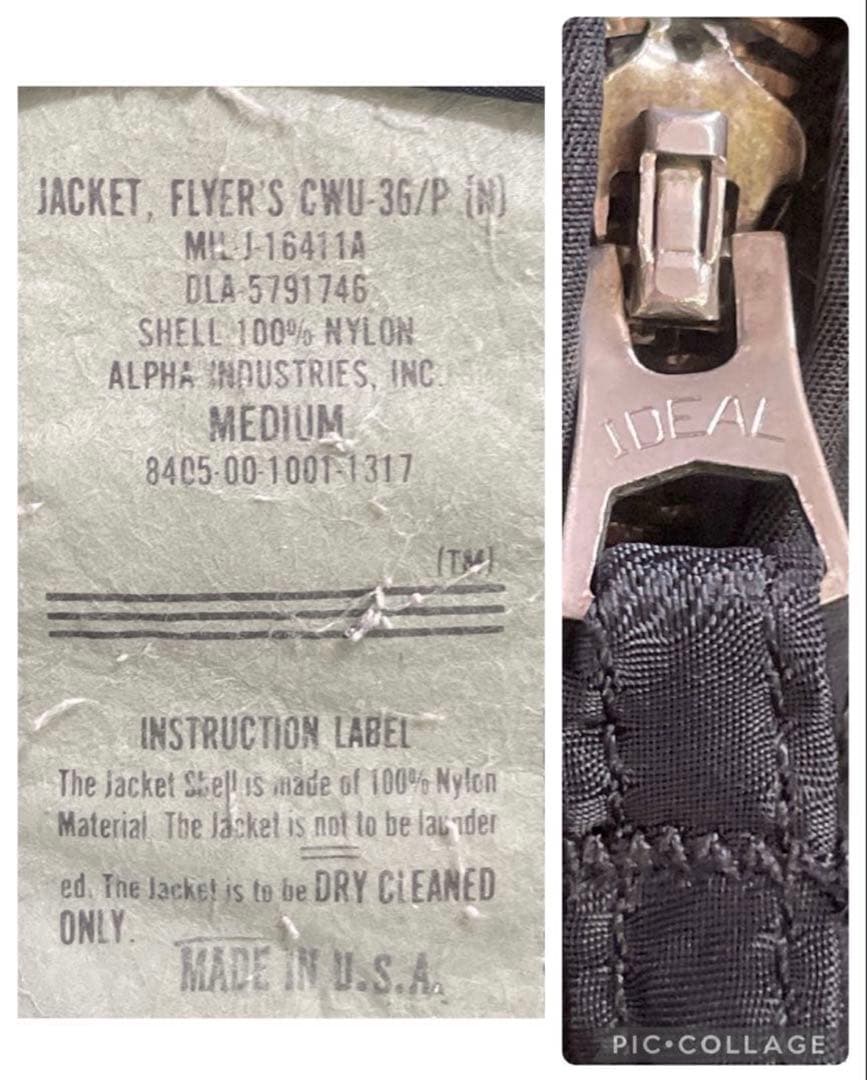 JACKET, FLYER'S CWU-36/P (N)
MIL-J-16411A
DLA-5791746
SHELL 100% NYLON
ALPHA INDUSTRIES, INC.
MEDIUM
8405-00-1001-1317
(TM)
INSTRUCTION LABEL
The Jacket Shell is made of 100% Nylon
Material. The Jacket is not to be launder
ed. The Jacket is to be DRY CLEANED
ONLY.
MADE IN U.S.A.
IDEAL
PIC•COLLAGE